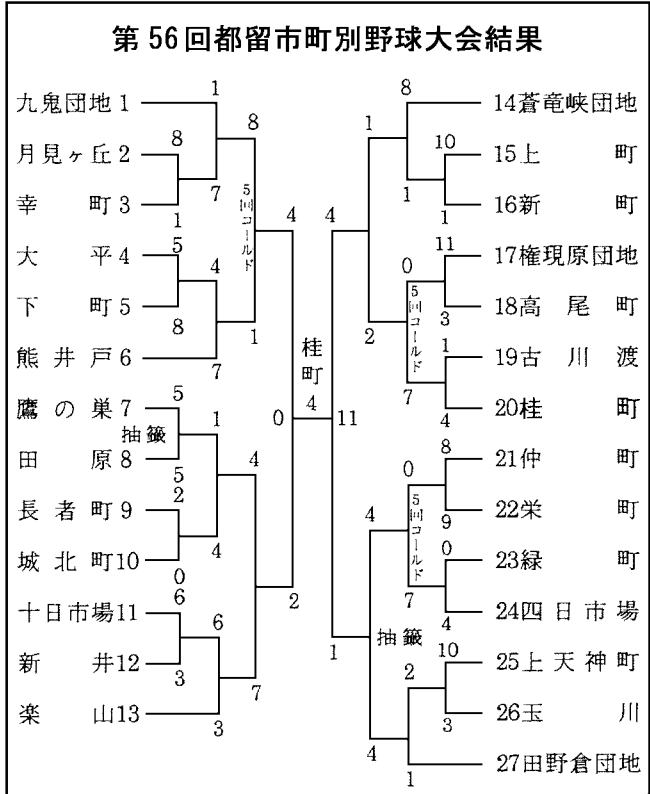 第56回都留市町別野球大会結果
九鬼団地 1
月見ヶ丘 2
幸町 3
大平 4
下町 5
熊井戸 6
鷹の巣 7
田原 8
長者町 9
城北町10
十日市場11
新井12
楽山13
1
8
1
7
8
5
8
4
7
1
5回コールド
4
5
抽籤
5
1
2
0
4
4
6
3
6
3
7
2
0
桂町
4
11
4
1
14蒼竜峡団地
15上町
16新町
17権現原団地
18高尾町
19古川渡
20桂町
21仲町
22栄町
23緑町
24四日市場
25上天神町
26玉川
27田野倉団地
8
10
1
1
1
11
3
0
5回コールド
1
4
7
2
8
9
0
5回コールド
0
4
7
4
抽籤
10
3
2
1
4